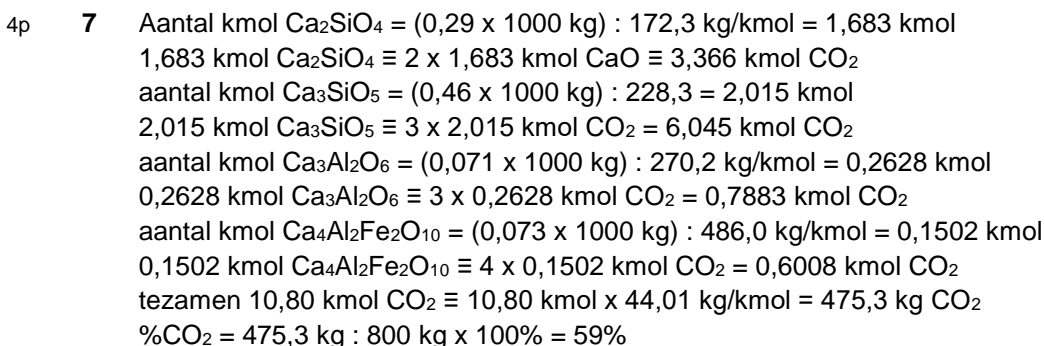 4p 7 Aantal kmol Ca₂SiO₄ = (0,29 x 1000 kg) : 172,3 kg/kmol = 1,683 kmol
1,683 kmol Ca₂SiO₄ ≡ 2 x 1,683 kmol CaO ≡ 3,366 kmol CO₂
aantal kmol Ca₃SiO₅ = (0,46 x 1000 kg) : 228,3 = 2,015 kmol
2,015 kmol Ca₃SiO₅ ≡ 3 x 2,015 kmol CO₂ = 6,045 kmol CO₂
aantal kmol Ca₃Al₂O₆ = (0,071 x 1000 kg) : 270,2 kg/kmol = 0,2628 kmol
0,2628 kmol Ca₃Al₂O₆ ≡ 3 x 0,2628 kmol CO₂ = 0,7883 kmol CO₂
aantal kmol Ca₄Al₂Fe₂O₁₀ = (0,073 x 1000 kg) : 486,0 kg/kmol = 0,1502 kmol
0,1502 kmol Ca₄Al₂Fe₂O₁₀ ≡ 4 x 0,1502 kmol CO₂ = 0,6008 kmol CO₂
tezamen 10,80 kmol CO₂ ≡ 10,80 kmol x 44,01 kg/kmol = 475,3 kg CO₂
%CO₂ = 475,3 kg : 800 kg x 100% = 59%